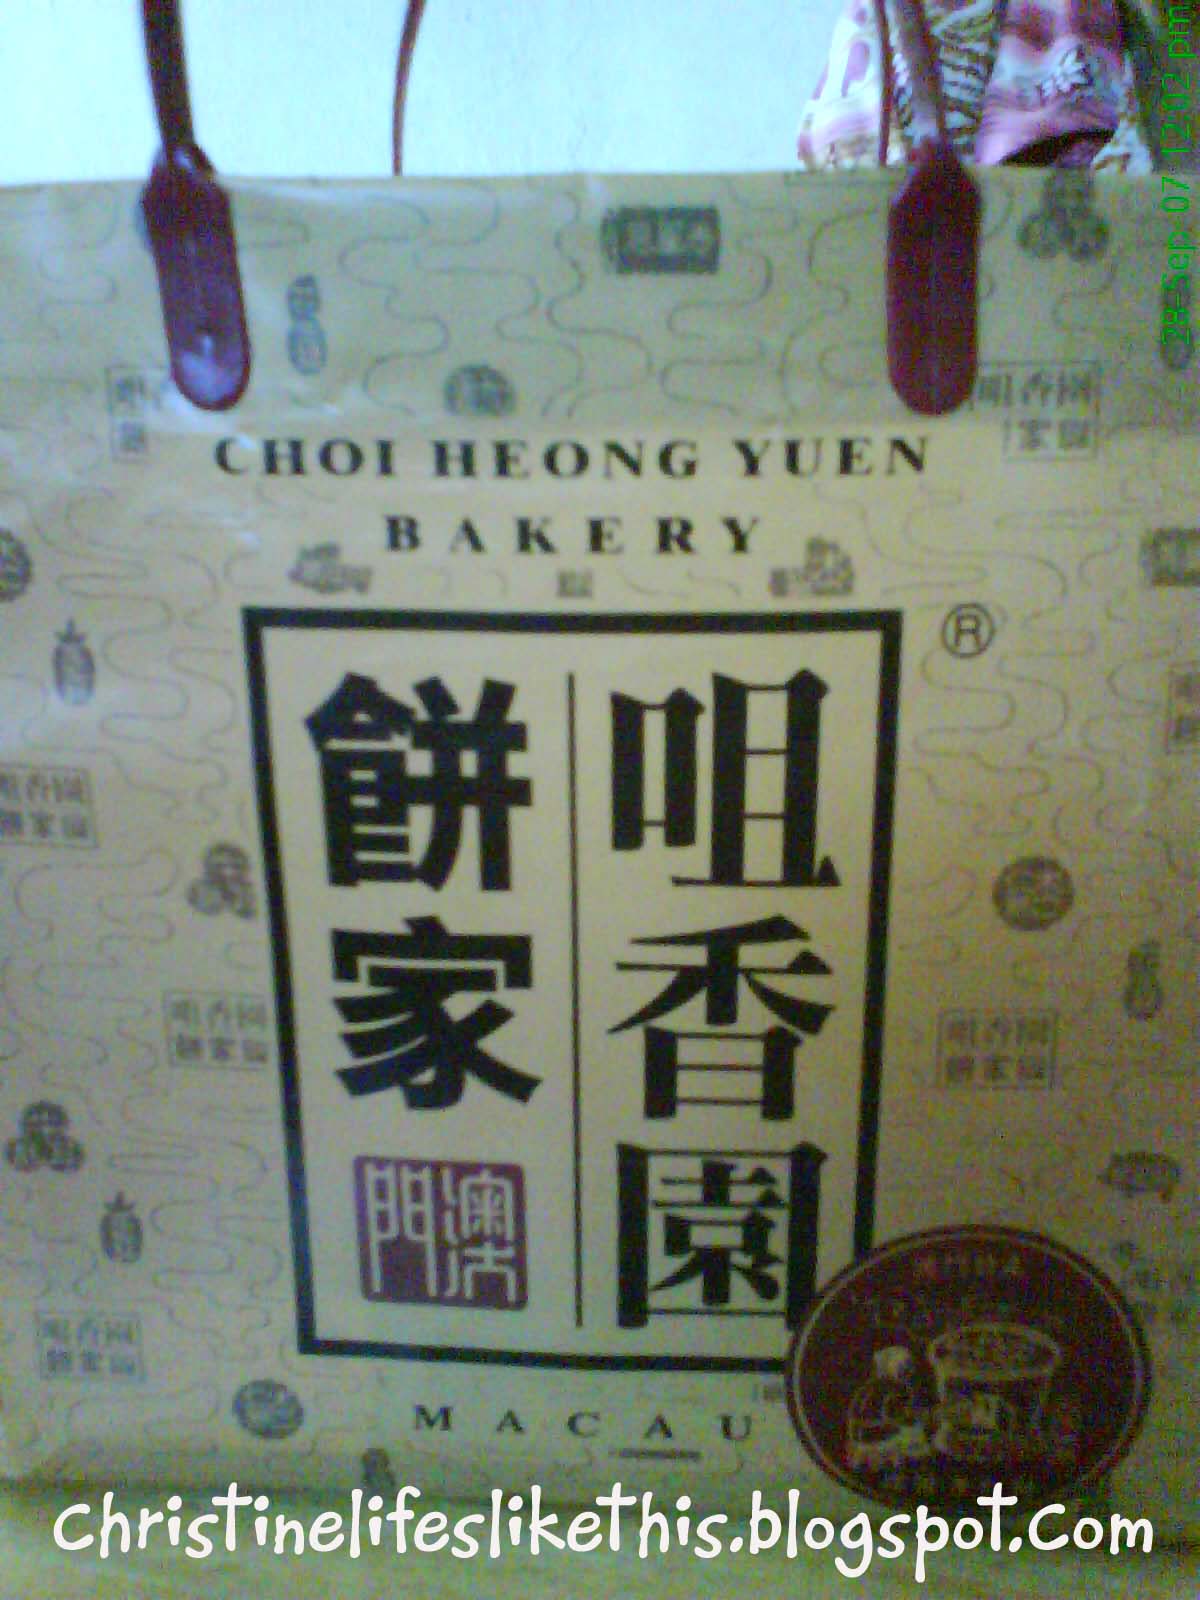 28-Sep-07 12:02 pm
CHOI HEONG YUEN
BAKERY
®
咀香園
餅家
澳門
MACAU
christinelifeslikethis.blogspot.com